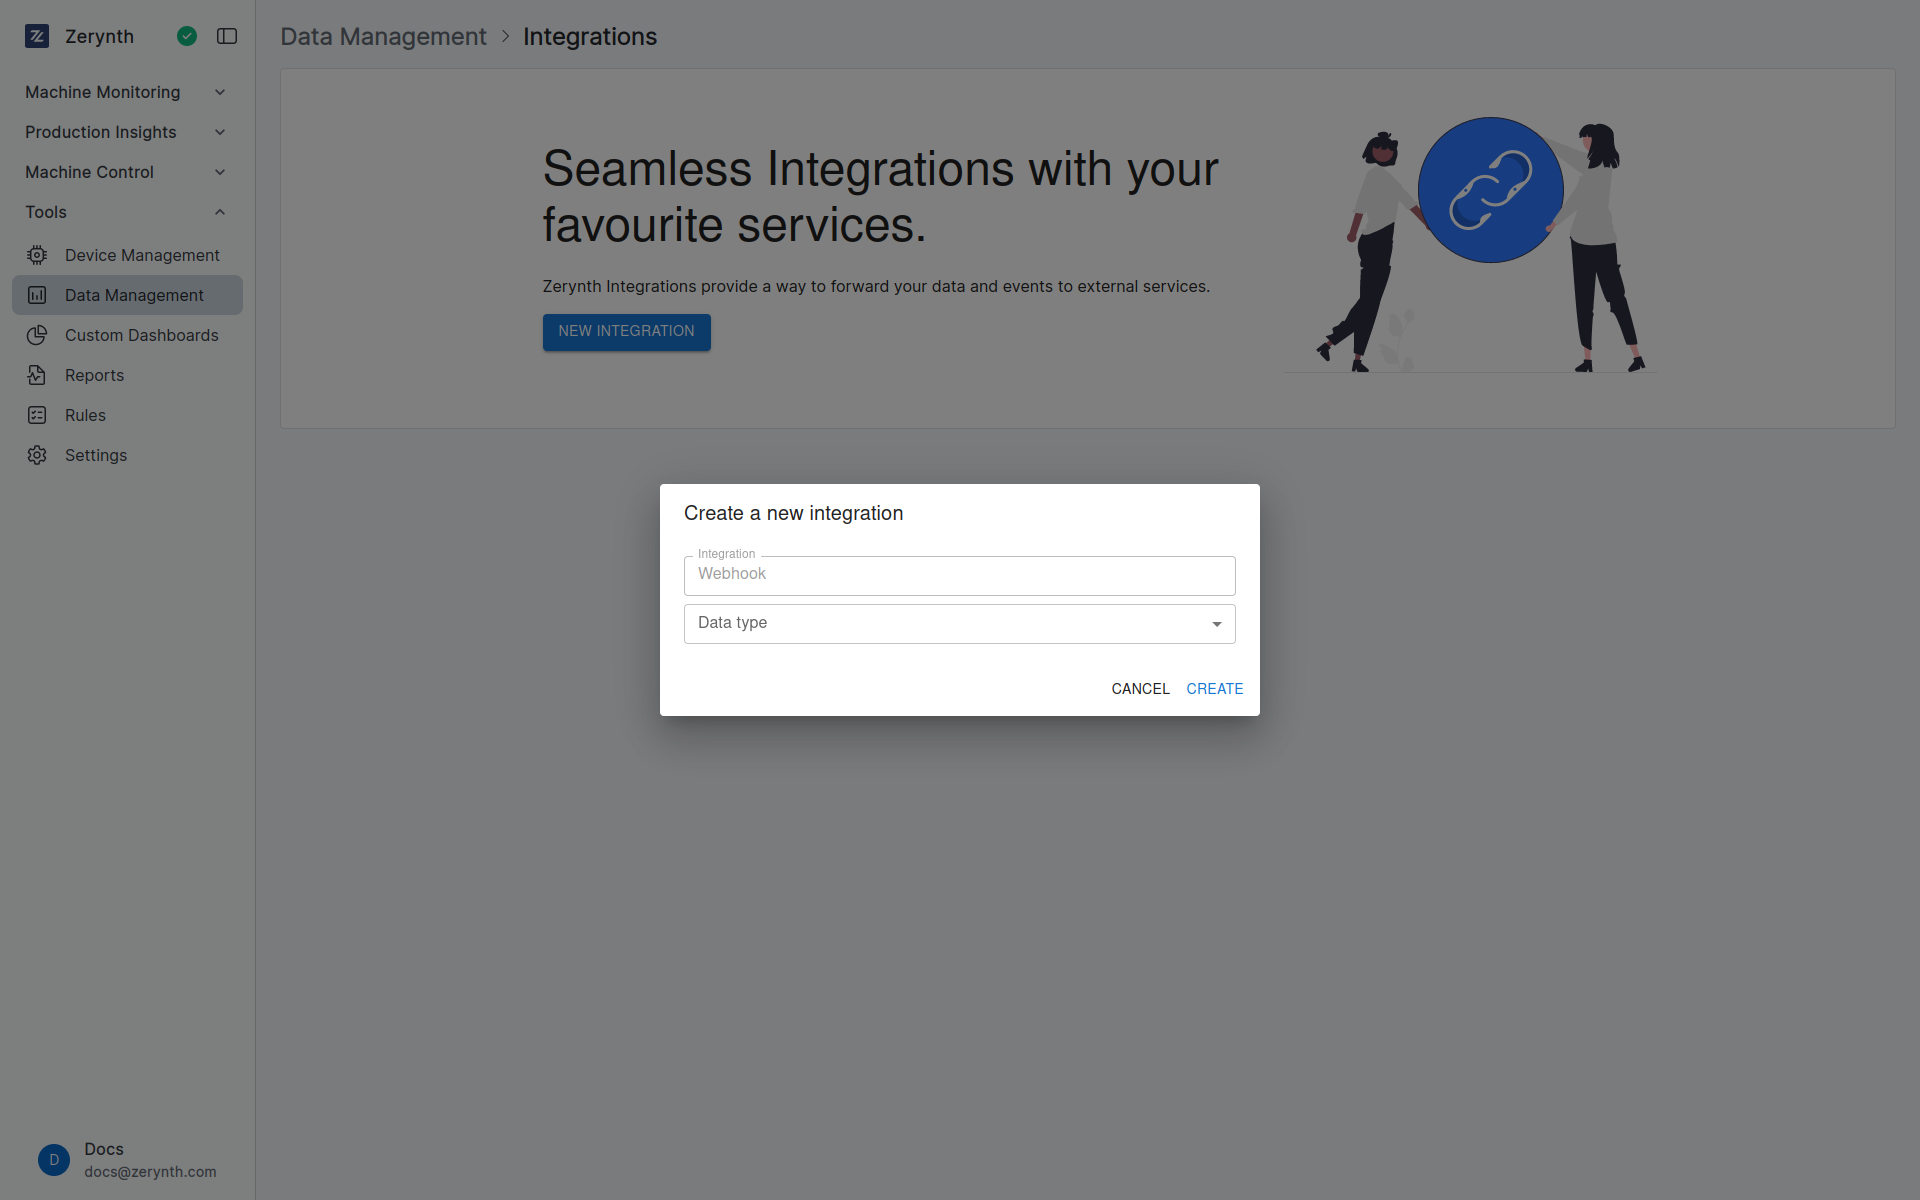 Zerynth
Machine Monitoring
Production Insights
Machine Control
Tools
Device Management
Data Management
Custom Dashboards
Reports
Rules
Settings
Docs
D
docs@zerynth.com
Data Management > Integrations
Seamless Integrations with your
favourite services.
Zerynth Integrations provide a way to forward your data and events to external services.
NEW INTEGRATION
Create a new integration
Integration
Webhook
Data type
CANCEL CREATE